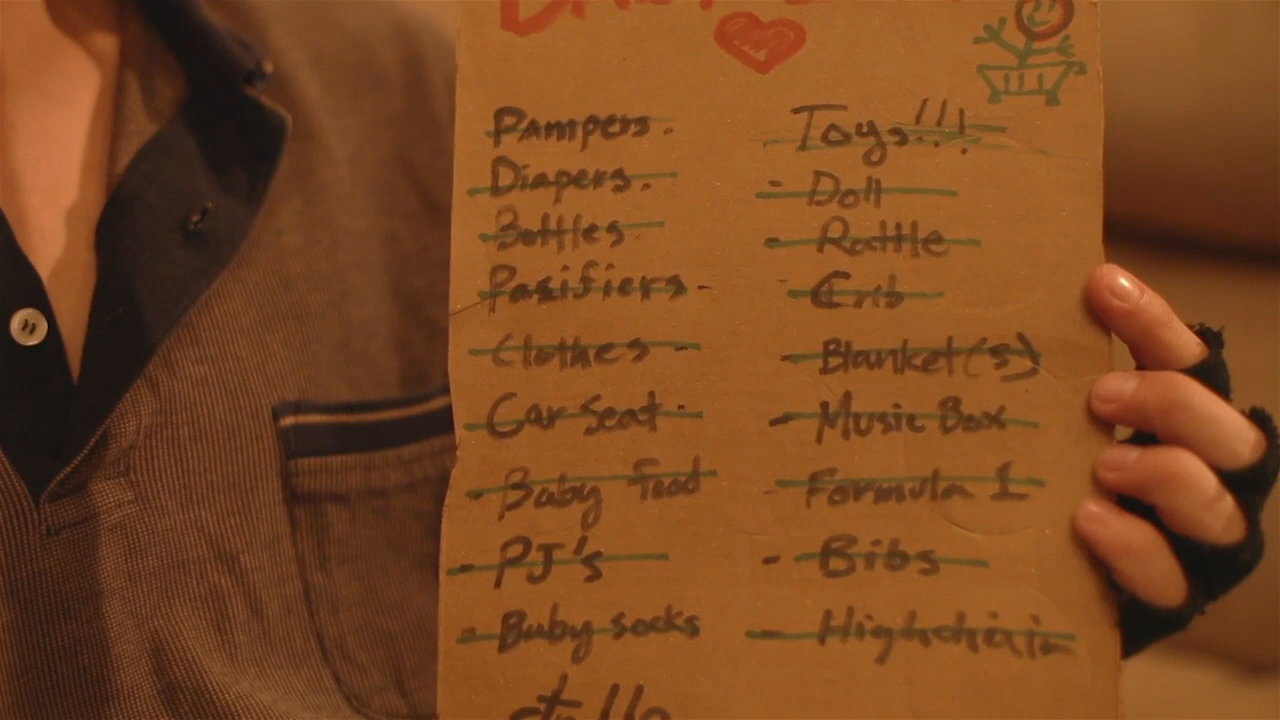 Pampers.
Diapers.
Bottles
Pasifiers -
Clothes -
Car Seat -
- Baby food
- PJ's
- Baby socks
Toys!!!
- Doll
- Rattle
- Crib
- Blanket(s)
- Music Box
- Formula 1
- Bibs
- Highchair